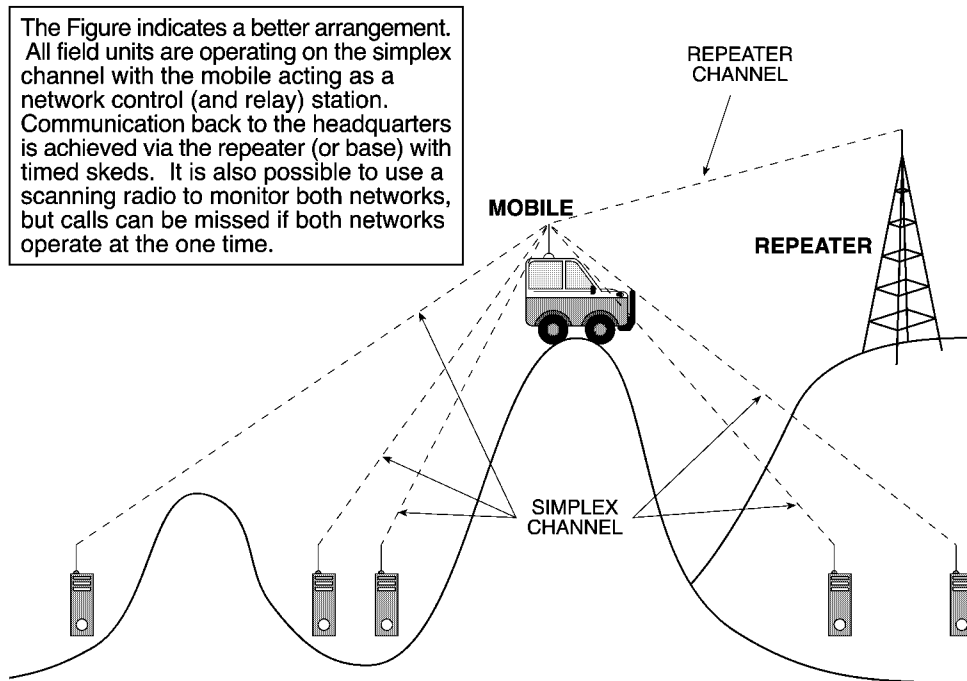 The Figure indicates a better arrangement.
All field units are operating on the simplex
channel with the mobile acting as a
network control (and relay) station.
Communication back to the headquarters
is achieved via the repeater (or base) with
timed skeds.  It is also possible to use a
scanning radio to monitor both networks,
but calls can be missed if both networks
operate at the one time.
REPEATER
CHANNEL
MOBILE
REPEATER
SIMPLEX
CHANNEL